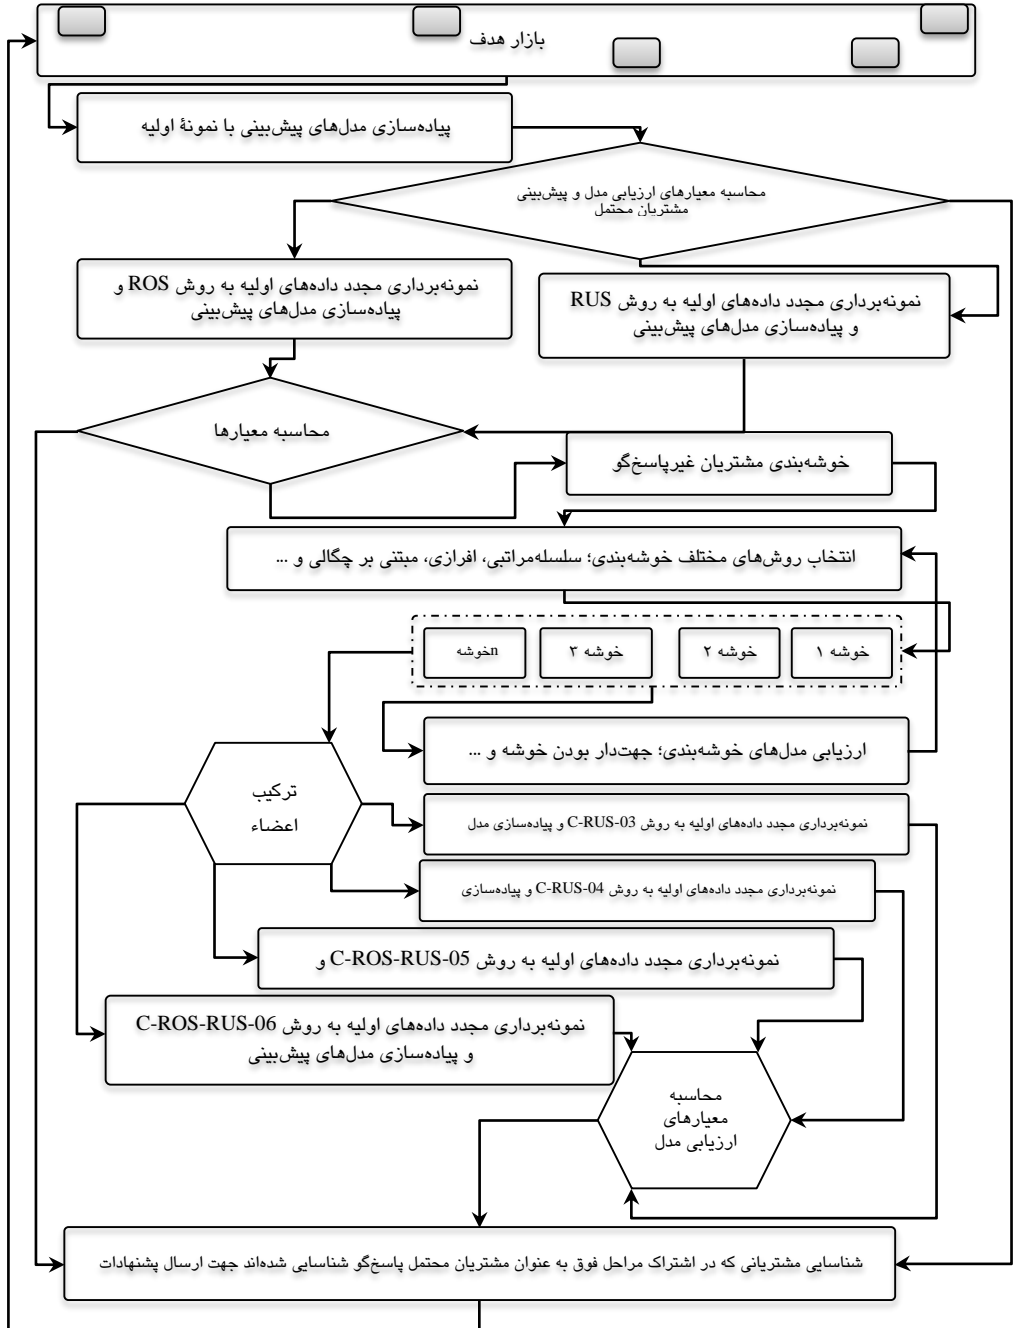 بازار هدف
پیاده‌سازی مدل‌های پیش‌بینی با نمونهٔ اولیه
محاسبه معیارهای ارزیابی مدل و پیش‌بینی
مشتریان محتمل
نمونه‌برداری مجدد داده‌های اولیه به روش ROS و
پیاده‌سازی مدل‌های پیش‌بینی
نمونه‌برداری مجدد داده‌های اولیه به روش RUS
و پیاده‌سازی مدل‌های پیش‌بینی
محاسبه معیارها
خوشه‌بندی مشتریان غیرپاسخ‌گو
انتخاب روش‌های مختلف خوشه‌بندی؛ سلسله‌مراتبی، افرازی، مبتنی بر چگالی و ...
خوشه ۱
خوشه ۲
خوشه ۳
خوشهn
ارزیابی مدل‌های خوشه‌بندی؛ جهت‌دار بودن خوشه و ...
ترکیب
اعضاء
نمونه‌برداری مجدد داده‌های اولیه به روش C-RUS-03 و پیاده‌سازی مدل
نمونه‌برداری مجدد داده‌های اولیه به روش C-RUS-04 و پیاده‌سازی
نمونه‌برداری مجدد داده‌های اولیه به روش C-ROS-RUS-05 و
نمونه‌برداری مجدد داده‌های اولیه به روش C-ROS-RUS-06
و پیاده‌سازی مدل‌های پیش‌بینی
محاسبه
معیارهای
ارزیابی مدل
شناسایی مشتریانی که در اشتراک مراحل فوق به عنوان مشتریان محتمل پاسخ‌گو شناسایی شده‌اند جهت ارسال پشنهادات